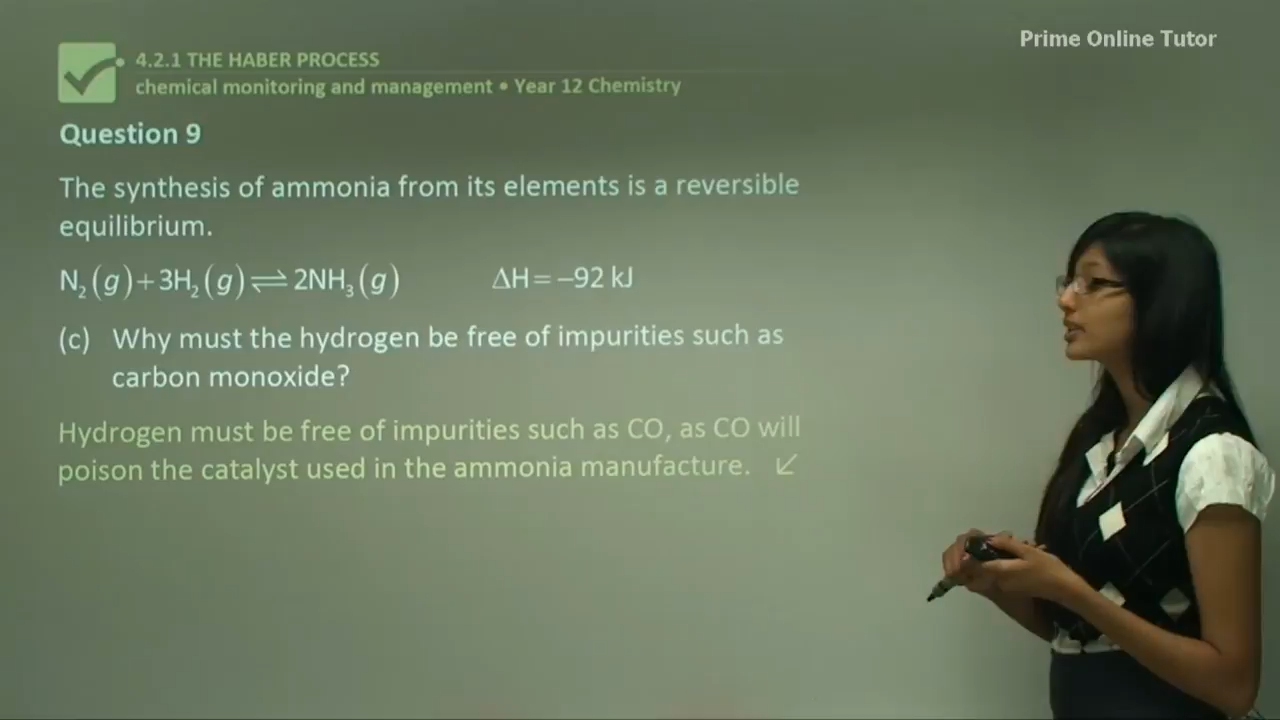 Prime Online Tutor
4.2.1 THE HABER PROCESS
chemical monitoring and management • Year 12 Chemistry
Question 9
The synthesis of ammonia from its elements is a reversible
equilibrium.
N₂(g)+3H₂(g)⇌2NH₃(g) ΔH=–92 kJ
(c) Why must the hydrogen be free of impurities such as
carbon monoxide?
Hydrogen must be free of impurities such as CO, as CO will
poison the catalyst used in the ammonia manufacture. ↙